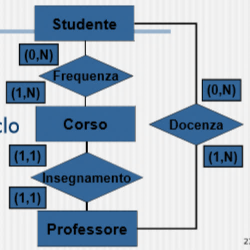 Studente
(0,N)
Frequenza
(0,N)
(1,N)
clo
Corso
Docenza
(1,1)
(1,N)
Insegnamento
(1,1)
Professore